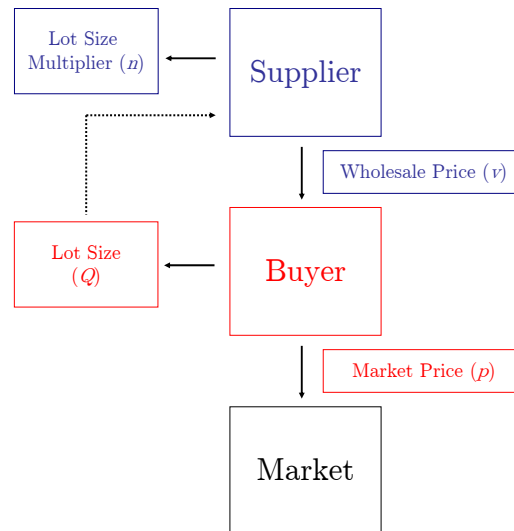 Lot Size
Multiplier (n)
Supplier
Wholesale Price (v)
Lot Size
(Q)
Buyer
Market Price (p)
Market